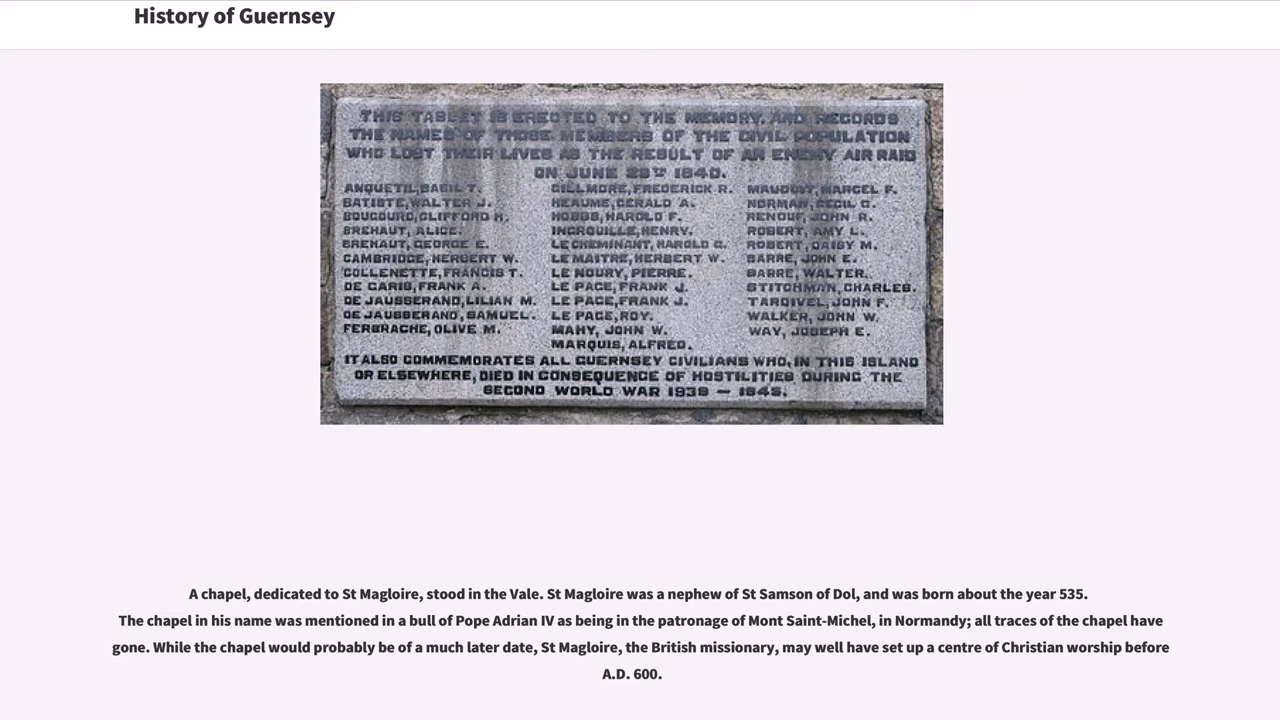 History of Guernsey
THIS TABLET IS ERECTED TO THE MEMORY, AND RECORDS
THE NAMES OF THOSE MEMBERS OF THE CIVIL POPULATION
WHO LOST THEIR LIVES AS THE RESULT OF AN ENEMY AIR RAID
ON JUNE 28TH 1940.
ANQUETIL, BASIL T.
BATISTE, WALTER J.
BOUGOURD, CLIFFORD H.
BREHAUT, ALICE.
BREHAUT, GEORGE E.
CAMBRIDGE, HERBERT W.
COLLENETTE, FRANCIS T.
DE GARIS, FRANK A.
DE JAUSSERAND, LILIAN M.
DE JAUSSERAND, SAMUEL.
FERBRACHE, OLIVE M.
GILLMORE, FREDERICK R.
HEAUME, GERALD A.
HOBBS, HAROLD F.
INGROUILLE, HENRY.
LE CHEMINANT, HAROLD G.
LE MAITRE, HERBERT W.
LE NOURY, PIERRE.
LE PAGE, FRANK J.
LE PAGE, FRANK J.
LE PAGE, ROY.
MAHY, JOHN W.
MARQUIS, ALFRED.
MAUDUIT, MARCEL F.
NORMAN, CECIL C.
RENOUF, JOHN R.
ROBERT, AMY L.
ROBERT, DAISY M.
SARRE, JOHN E.
SARRE, WALTER.
STITCHMAN, CHARLES.
TARDIVEL, JOHN F.
WALKER, JOHN W.
WAY, JOSEPH E.
IT ALSO COMMEMORATES ALL GUERNSEY CIVILIANS WHO, IN THIS ISLAND
OR ELSEWHERE, DIED IN CONSEQUENCE OF HOSTILITIES DURING THE
SECOND WORLD WAR 1939 – 1945.
A chapel, dedicated to St Magloire, stood in the Vale. St Magloire was a nephew of St Samson of Dol, and was born about the year 535.
The chapel in his name was mentioned in a bull of Pope Adrian IV as being in the patronage of Mont Saint-Michel, in Normandy; all traces of the chapel have
gone. While the chapel would probably be of a much later date, St Magloire, the British missionary, may well have set up a centre of Christian worship before
A.D. 600.